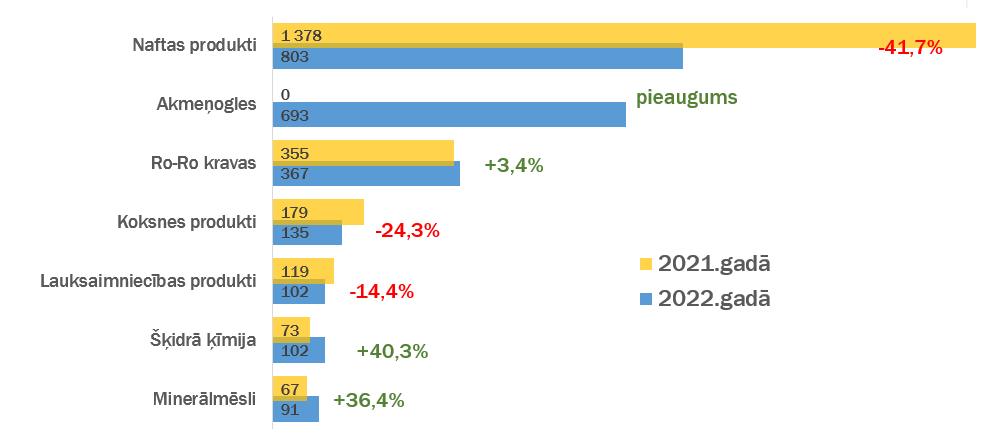 Naftas produkti
1 378
803
-41,7%
Akmeņogles
0
693
pieaugums
Ro-Ro kravas
355
367
+3,4%
Koksnes produkti
179
135
-24,3%
Lauksaimniecības produkti
119
102
-14,4%
Šķidrā ķīmija
73
102
+40,3%
Minerālmēsli
67
91
+36,4%
2021.gadā
2022.gadā